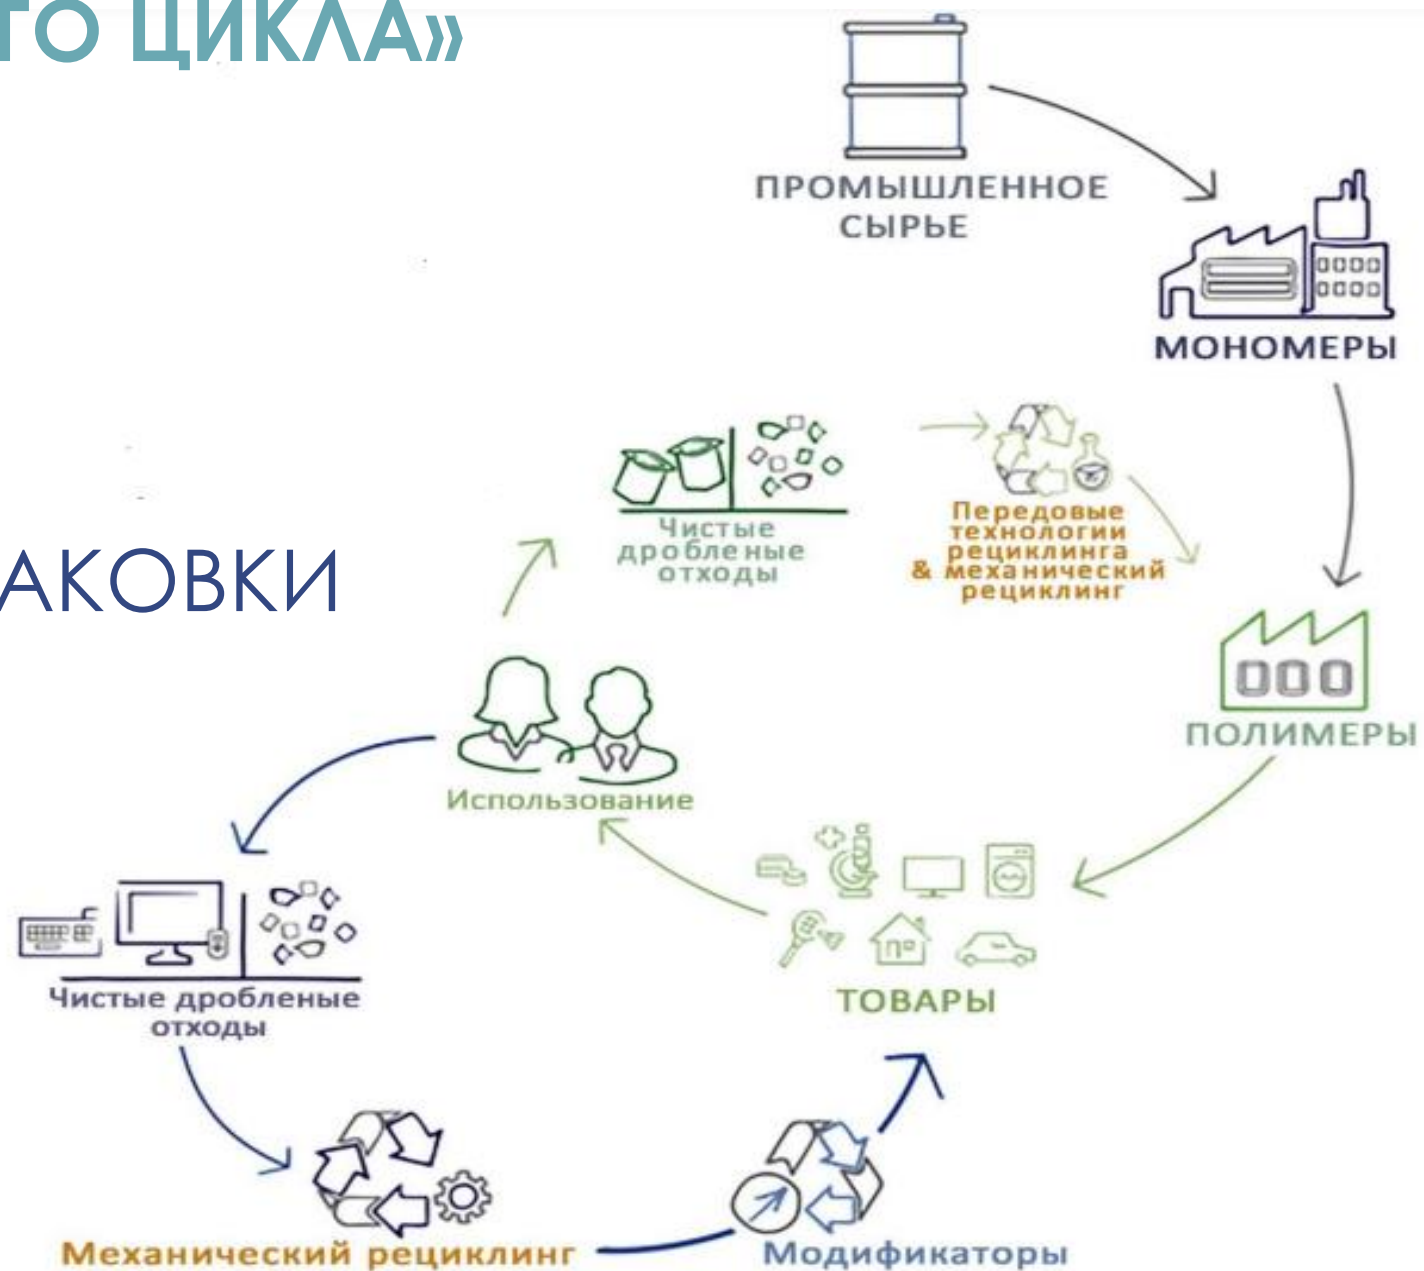 ГО ЦИКЛА»
ПРОМЫШЛЕННОЕ
СЫРЬЕ
МОНОМЕРЫ
Чистые
дробленые
отходы
Передовые
технологии
рециклинга
& механический
рециклинг
АКОВКИ
ПОЛИМЕРЫ
Использование
ТОВАРЫ
Чистые дробленые
отходы
Механический рециклинг
Модификаторы